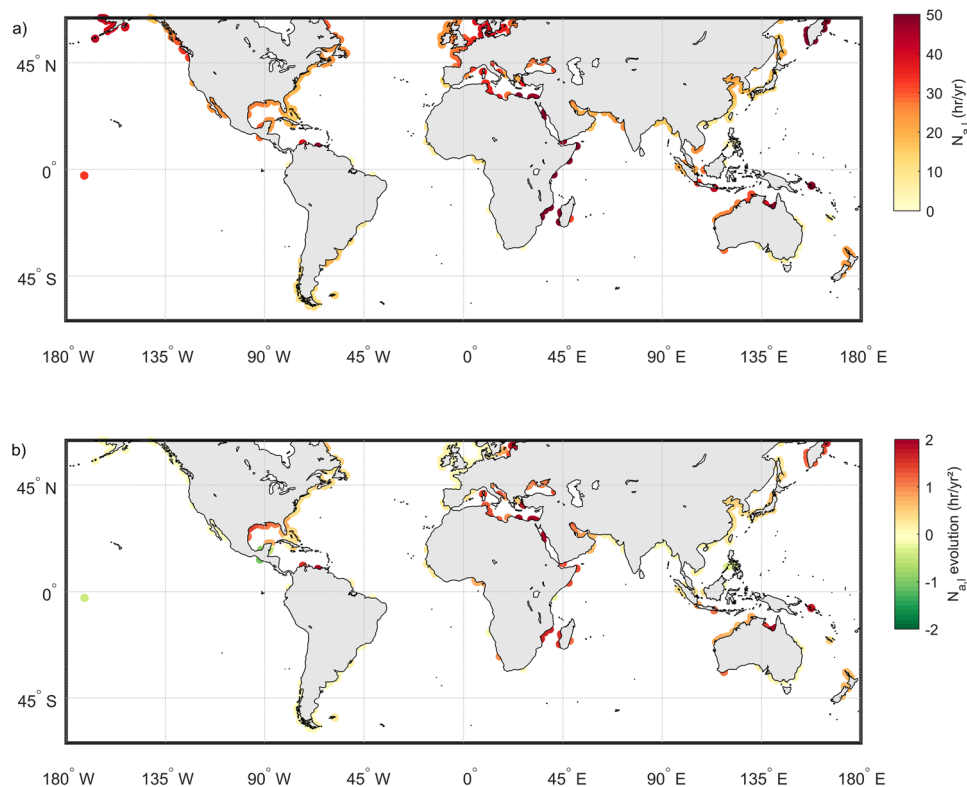 a)
45° N
0°
45° S
180° W 135° W 90° W 45° W 0° 45° E 90° E 135° E 180° E
50
40
30
20
10
0
N_a,l (hr/yr)
b)
45° N
0°
45° S
180° W 135° W 90° W 45° W 0° 45° E 90° E 135° E 180° E
2
1
0
-1
-2
N_a,l evolution (hr/yr²)